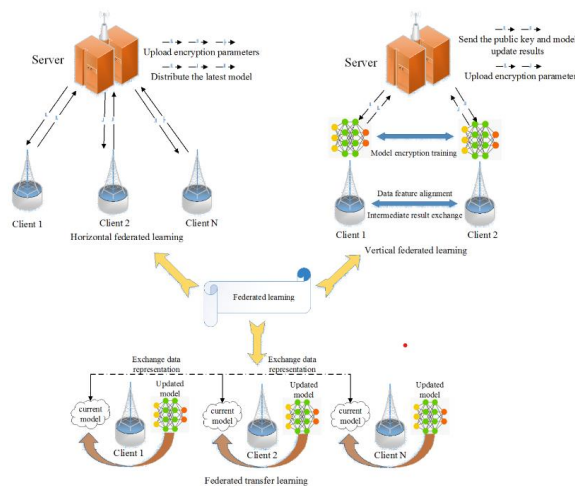 Server
Upload encryption parameters
Distribute the latest model
Client 1
Client 2
Client N
Horizontal federated learning
Server
Send the public key and model
update results
Upload encryption parameter
Model encryption training
Data feature alignment
Intermediate result exchange
Client 1
Client 2
Vertical federated learning
Federated learning
Exchange data
representation
Exchange data
representation
current
model
Updated
model
Client 1
current
model
Updated
model
Client 2
current
model
Updated
model
Client N
Federated transfer learning